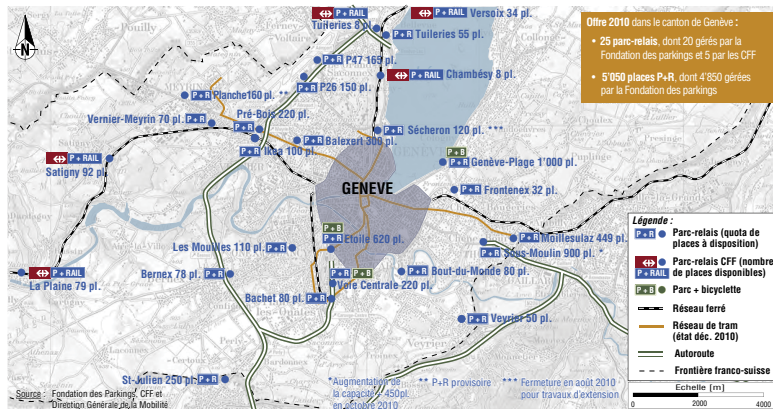 P + RAIL
Versoix 34 pl.
P + RAIL
Tuileries 8 pl.
P+R Tuileries 55 pl.
P+R P47 165 pl.
P + RAIL Chambésy 8 pl.
P+R P26 150 pl.
P+R Planche160 pl. **
Pré-Bois 220 pl.
P+R
Vernier-Meyrin 70 pl. P+R
P+R Sécheron 120 pl. ***
P+R Balexert 300 pl.
P+R Ikea 100 pl.
P+B
P+R Genève-Plage 1'000 pl.
P + RAIL
Satigny 92 pl.
GENEVE
P+R Frontenex 32 pl.
P+B
P+R Etoile 620 pl.
P+R Moillesulaz 449 pl.
P+R Sous-Moulin 900 pl. *
Les Mouilles 110 pl. P+R
P + RAIL
La Plaine 79 pl.
Bernex 78 pl. P+R
P+R P+B
Voie Centrale 220 pl.
P+R Bout-du-Monde 80 pl.
Bachet 80 pl. P+R
P+R Veyrier 50 pl.
St-Julien 250 pl. P+R
Offre 2010 dans le canton de Genève :
• 25 parc-relais, dont 20 gérés par la
Fondation des parkings et 5 par les CFF
• 5'050 places P+R, dont 4'850 gérées
par la Fondation des parkings
Légende :
P+R Parc-relais (quota de
places à disposition)
P + RAIL Parc-relais CFF (nombre
de places disponibles)
P+B Parc + bicyclette
Réseau ferré
Réseau de tram
(état déc. 2010)
Autoroute
Frontière franco-suisse
Echelle [m]
0 2000 4000
*Augmentation de
la capacité +450pl.
en octobre 2010
** P+R provisoire
*** Fermeture en août 2010
pour travaux d'extension
Source : Fondation des Parkings, CFF et
Direction Générale de la Mobilité
N